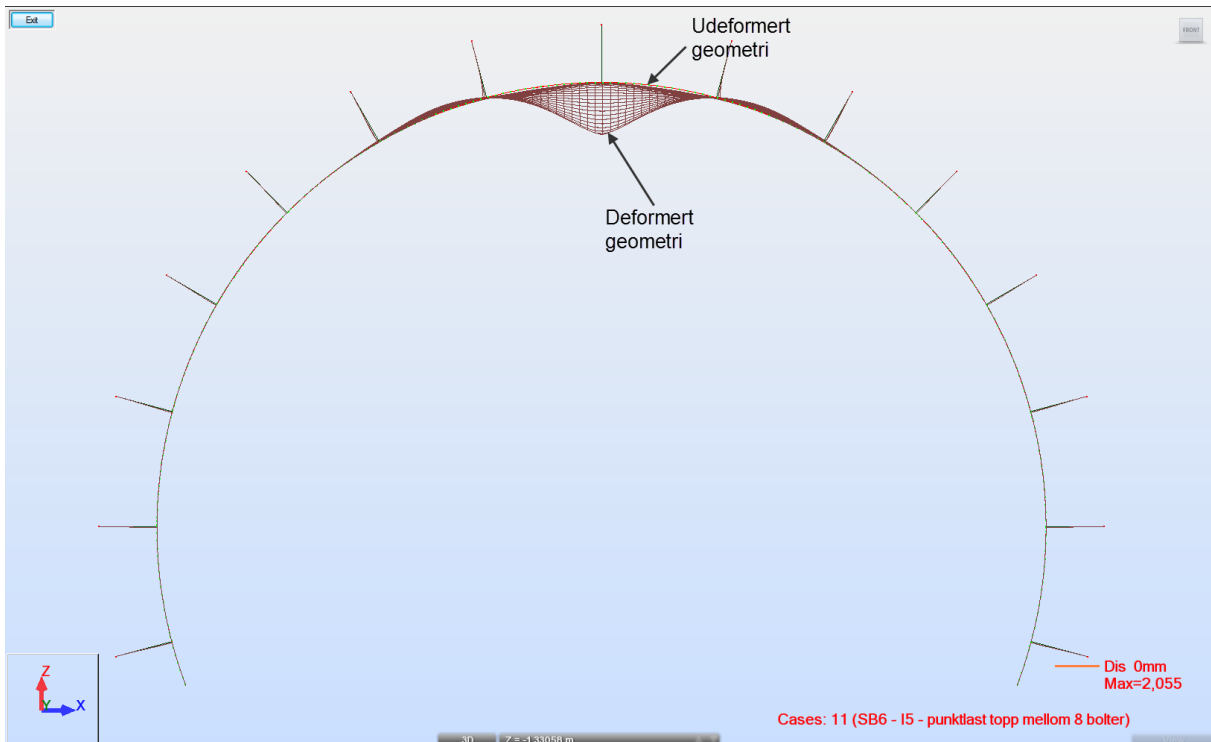 Exit
Udeformert
geometri
FRONT
Deformert
geometri
Z
Y
X
Dis 0mm
Max=2,055
Cases: 11 (SB6 - I5 - punktlast topp mellom 8 bolter)
3D
Z = -1,33058 m